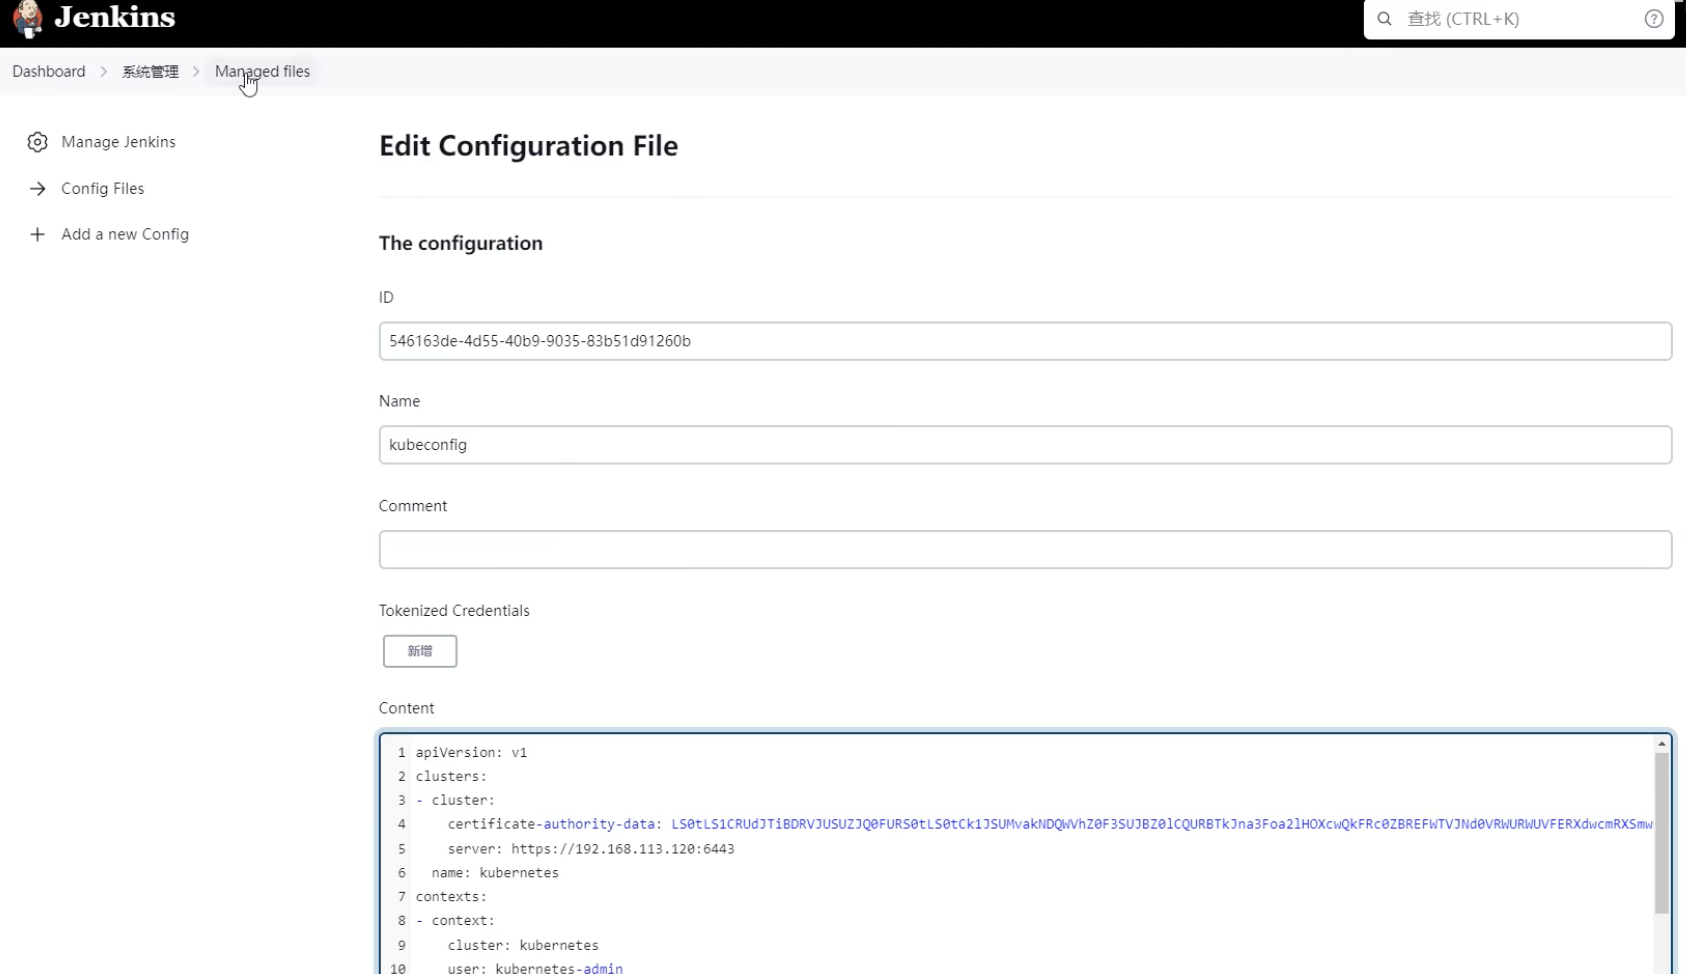 Jenkins
查找 (CTRL+K)
Dashboard
系统管理
Managed files
Manage Jenkins
Config Files
Add a new Config
Edit Configuration File
The configuration
ID
546163de-4d55-40b9-9035-83b51d91260b
Name
kubeconfig
Comment
Tokenized Credentials
新增
Content
1 apiVersion: v1
2 clusters:
3 - cluster:
4 certificate-authority-data: LS0tLS1CRUdJTiBDRVJUSUZJQ0FURS0tLS0tCk1JSUMvakNDQWVhZ0F3SUJBZ0lCQURBTkJna3Foa2lHOXcwQkFRc0ZBREFWTVJNd0VRWURWUVFERXdwcmRXSmw
5 server: https://192.168.113.120:6443
6 name: kubernetes
7 contexts:
8 - context:
9 cluster: kubernetes
10 user: kubernetes-admin